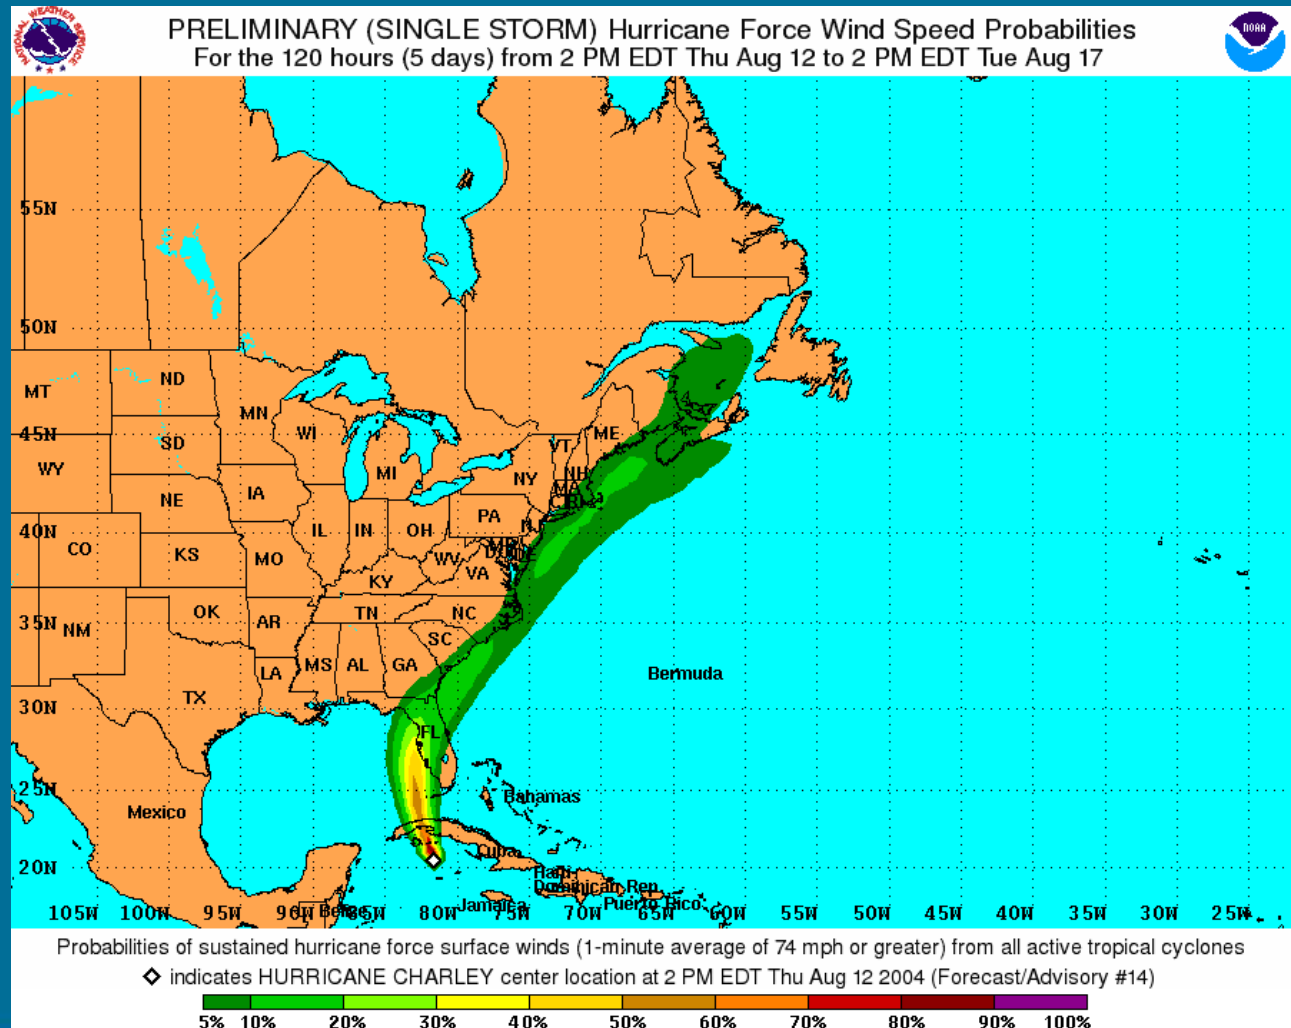 PRELIMINARY (SINGLE STORM) Hurricane Force Wind Speed Probabilities
For the 120 hours (5 days) from 2 PM EDT Thu Aug 12 to 2 PM EDT Tue Aug 17
NATIONAL WEATHER SERVICE
NOAA
55N
50N
MT
ND
MN
45N
SD
WI
VT
ME
WY
MI
NY
NH
NE
IA
MA
PA
40N
CO
KS
MO
IL
IN
OH
WV
VA
KY
OK
AR
TN
NC
35N
NM
SC
MS
AL
GA
LA
TX
Bermuda
30N
FL
25N
Mexico
Bahamas
Cuba
20N
Haiti
Dominican Rep.
Belize
Jamaica
Puerto Rico
105W 100W 95W 90W 85W 80W 75W 70W 65W 60W 55W 50W 45W 40W 35W 30W 25W
Probabilities of sustained hurricane force surface winds (1-minute average of 74 mph or greater) from all active tropical cyclones
indicates HURRICANE CHARLEY center location at 2 PM EDT Thu Aug 12 2004 (Forecast/Advisory #14)
5% 10% 20% 30% 40% 50% 60% 70% 80% 90% 100%